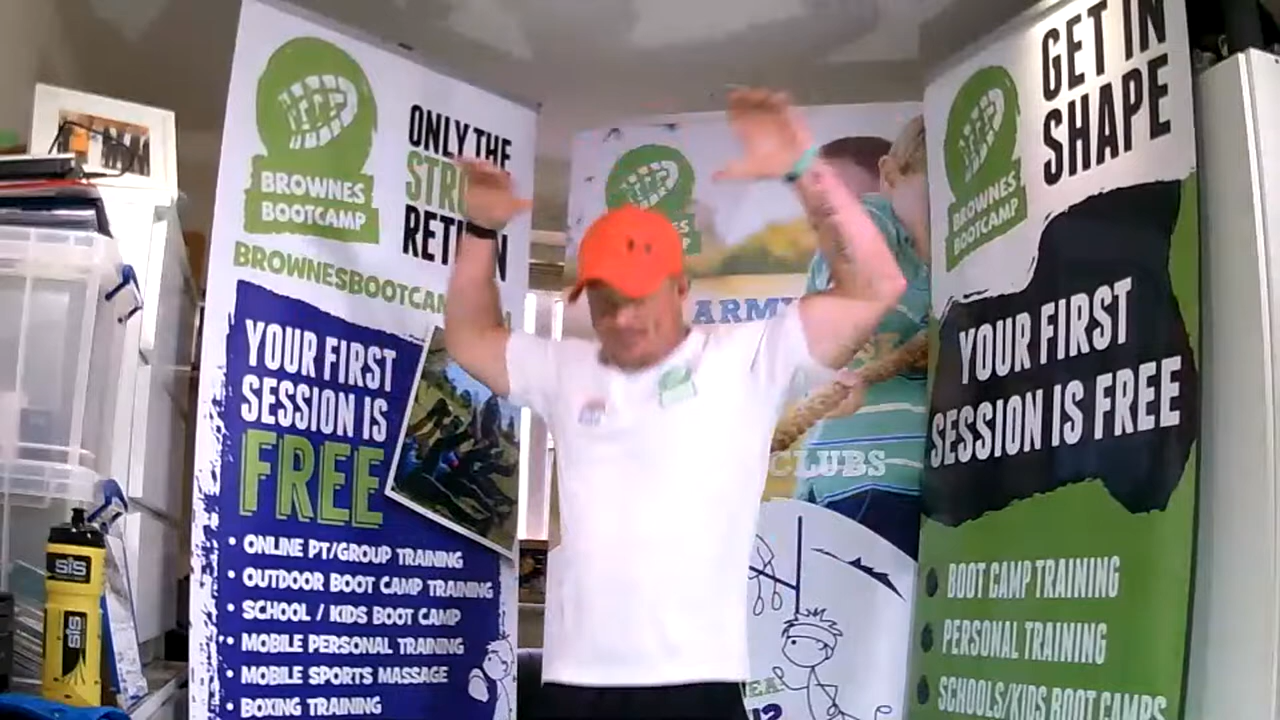 BROWNES
BOOTCAMP
ONLY THE
BROWNESBOOTCAM
YOUR FIRST
SESSION IS
FREE
• ONLINE PT/GROUP TRAINING
• OUTDOOR BOOT CAMP TRAINING
• SCHOOL / KIDS BOOT CAMP
• MOBILE PERSONAL TRAINING
• MOBILE SPORTS MASSAGE
• BOXING TRAINING
SiS
SiS
ARMY
CLUBS
GET IN
SHAPE
BROWNES
BOOTCAMP
YOUR FIRST
SESSION IS FREE
BOOT CAMP TRAINING
PERSONAL TRAINING
SCHOOLS/KIDS BOOT CAMPS